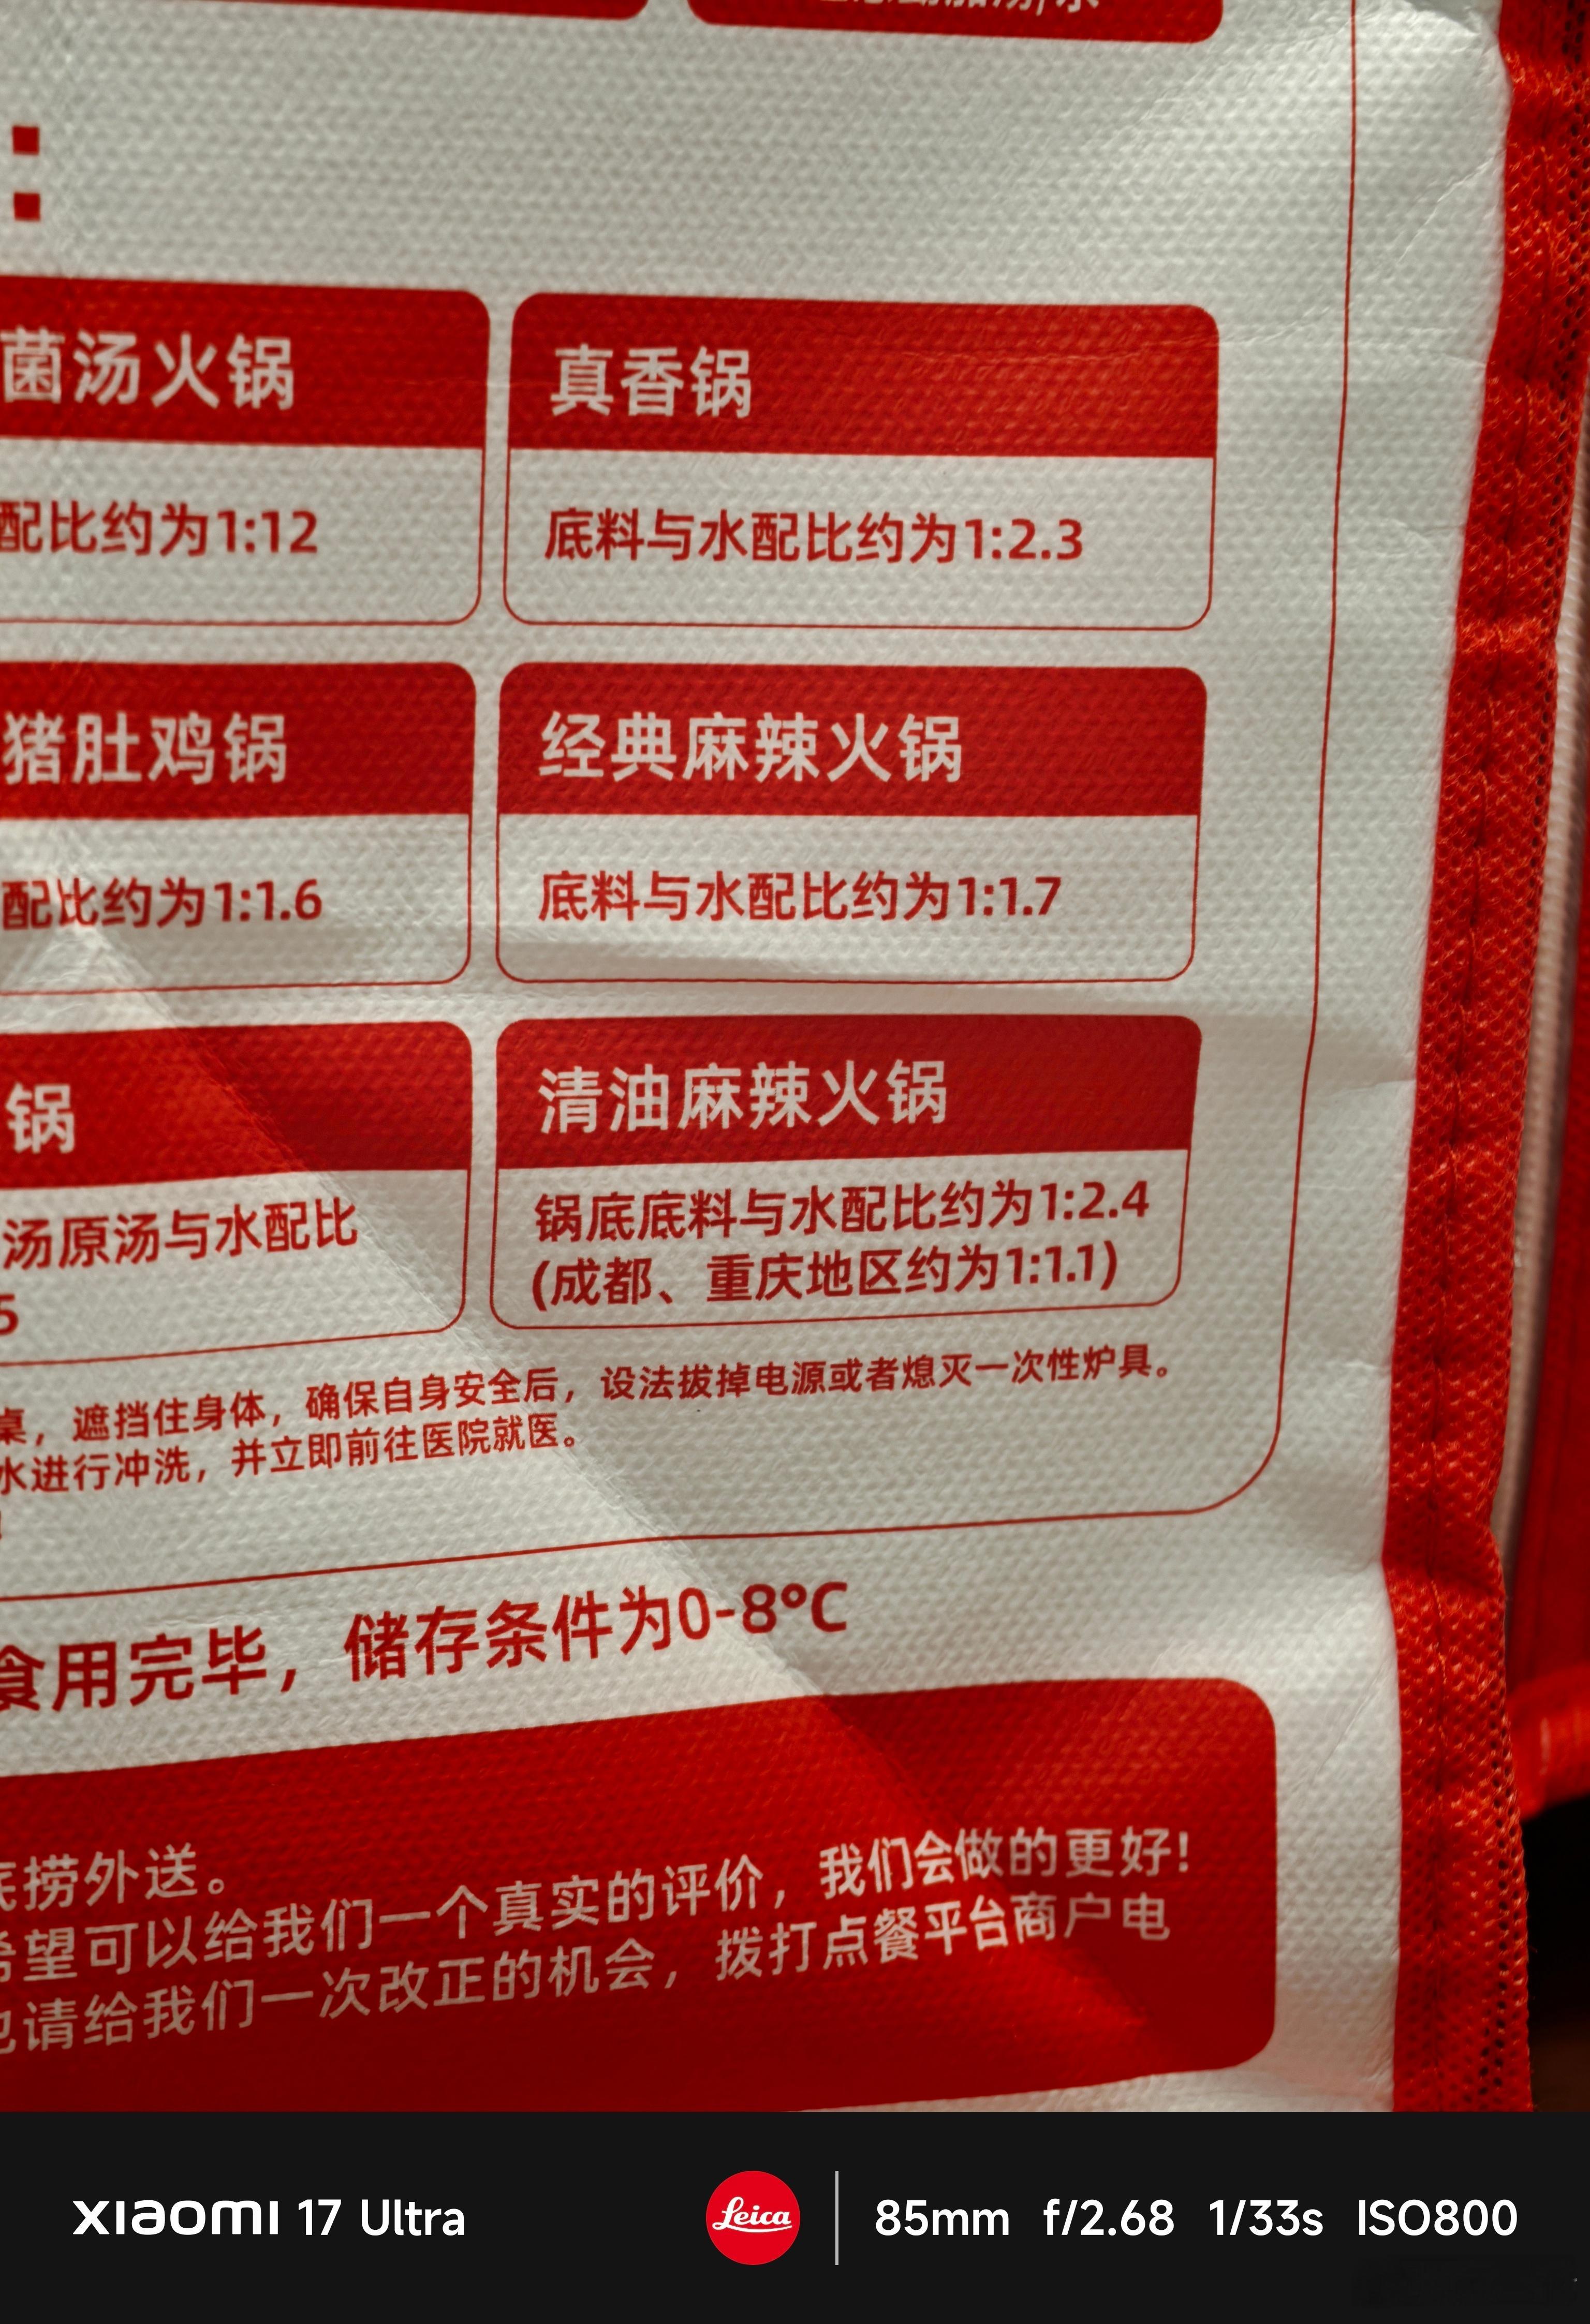 :
菌汤火锅
真香锅
配比约为1:12
底料与水配比约为1:2.3
猪肚鸡锅
经典麻辣火锅
配比约为1:1.6
底料与水配比约为1:1.7
锅
清油麻辣火锅
汤原汤与水配比
5
锅底底料与水配比约为1:2.4
(成都、重庆地区约为1:1.1)
桌，遮挡住身体，确保自身安全后，设法拔掉电源或者熄灭一次性炉具。
水进行冲洗，并立即前往医院就医。
食用完毕，储存条件为0-8°C
底捞外送。
希望可以给我们一个真实的评价，我们会做的更好!
也请给我们一次改正的机会，拨打点餐平台商户电
xiaomi 17 Ultra
Leica
85mm f/2.68 1/33s ISO800